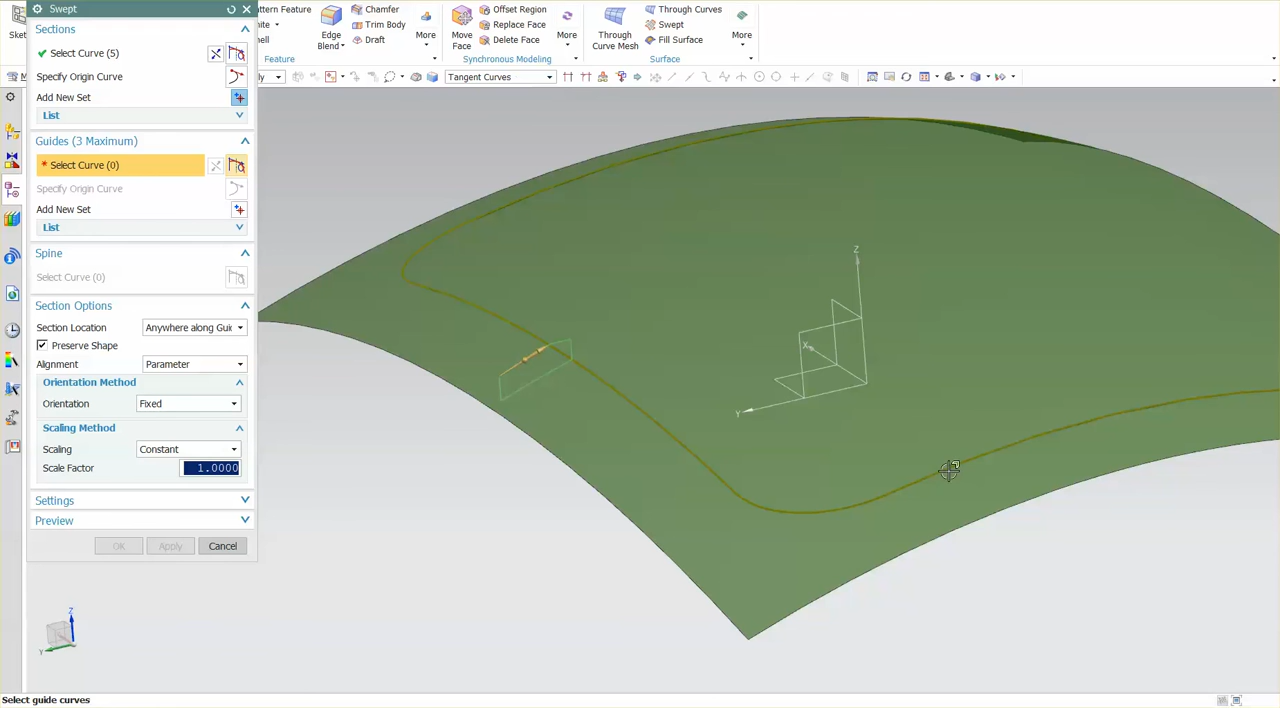 Swept
Sections
Select Curve (5)
Specify Origin Curve
Add New Set
List
Guides (3 Maximum)
* Select Curve (0)
Specify Origin Curve
Add New Set
List
Spine
Select Curve (0)
Section Options
Section Location
Anywhere along Gui
Preserve Shape
Alignment
Parameter
Orientation Method
Orientation
Fixed
Scaling Method
Scaling
Constant
Scale Factor
1.0000
Settings
Preview
OK
Apply
Cancel
Sket
ttern Feature
ite
ell
Edge
Blend
Chamfer
Trim Body
Draft
More
Feature
Move
Face
Offset Region
Replace Face
Delete Face
More
Synchronous Modeling
Through
Curve Mesh
Through Curves
Swept
Fill Surface
More
Surface
M
ly
Tangent Curves
Z
X
Y
Z
Y
Select guide curves